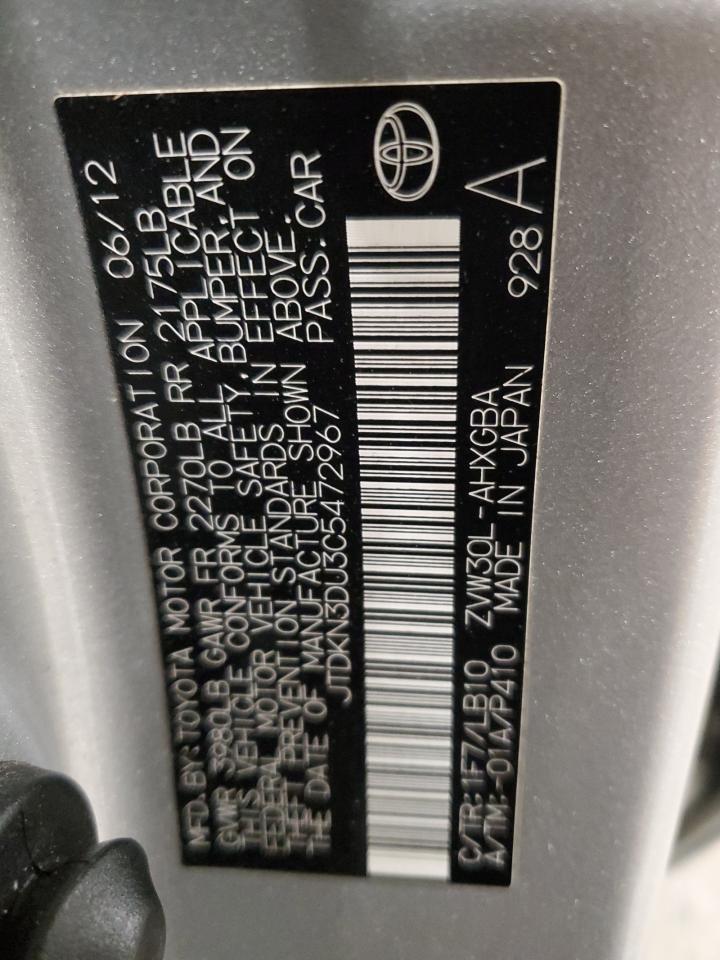 MFD. BY: TOYOTA MOTOR CORPORATION 06/12
GVWR 3980LB GAWR FR 2270LB RR 2175LB
THIS VEHICLE CONFORMS TO ALL APPLICABLE
FEDERAL MOTOR VEHICLE SAFETY, BUMPER, AND
THEFT PREVENTION STANDARDS IN EFFECT ON
THE DATE OF MANUFACTURE SHOWN ABOVE.
JTDKN3DU3C5472967 PASS. CAR
C/TR: 1F7/LB10 ZVW30L-AHXGBA A
A/TM: -01A/P410 MADE IN JAPAN 928